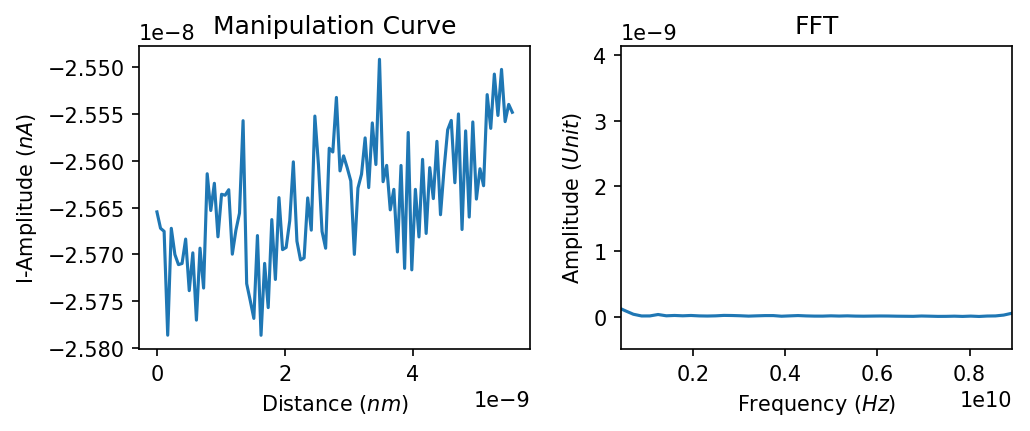 Manipulation Curve
1e−8
−2.550
−2.555
−2.560
−2.565
−2.570
−2.575
−2.580
I-Amplitude (nA)
0
2
4
1e−9
Distance (nm)
FFT
1e−9
4
3
2
1
0
Amplitude (Unit)
0.2
0.4
0.6
0.8
1e10
Frequency (Hz)